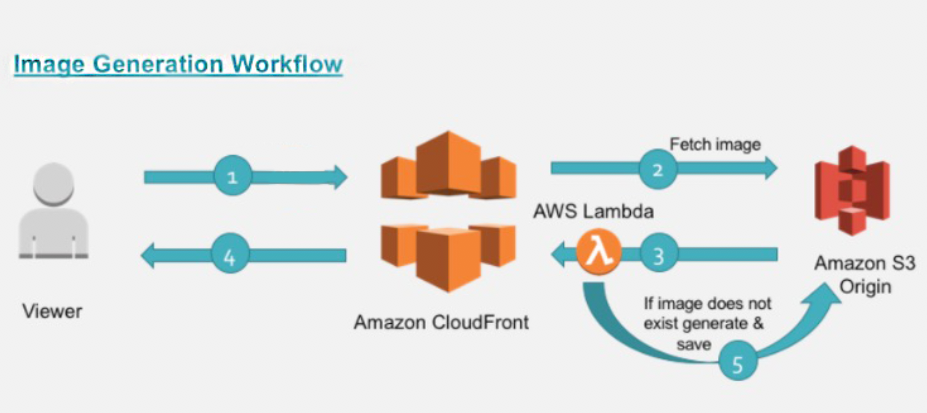 Image Generation Workflow
1
2
Fetch image
AWS Lambda
λ
3
4
Viewer
Amazon CloudFront
Amazon S3
Origin
If image does not
exist generate &
save
5